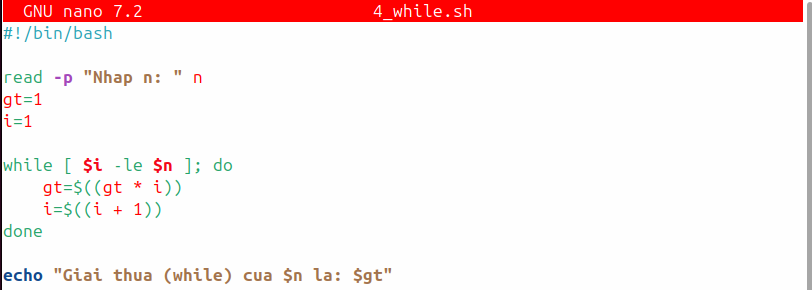 GNU nano 7.2 4_while.sh
#!/bin/bash
read -p "Nhap n: " n
gt=1
i=1
while [ $i -le $n ]; do
    gt=$((gt * i))
    i=$((i + 1))
done
echo "Giai thua (while) cua $n la: $gt"